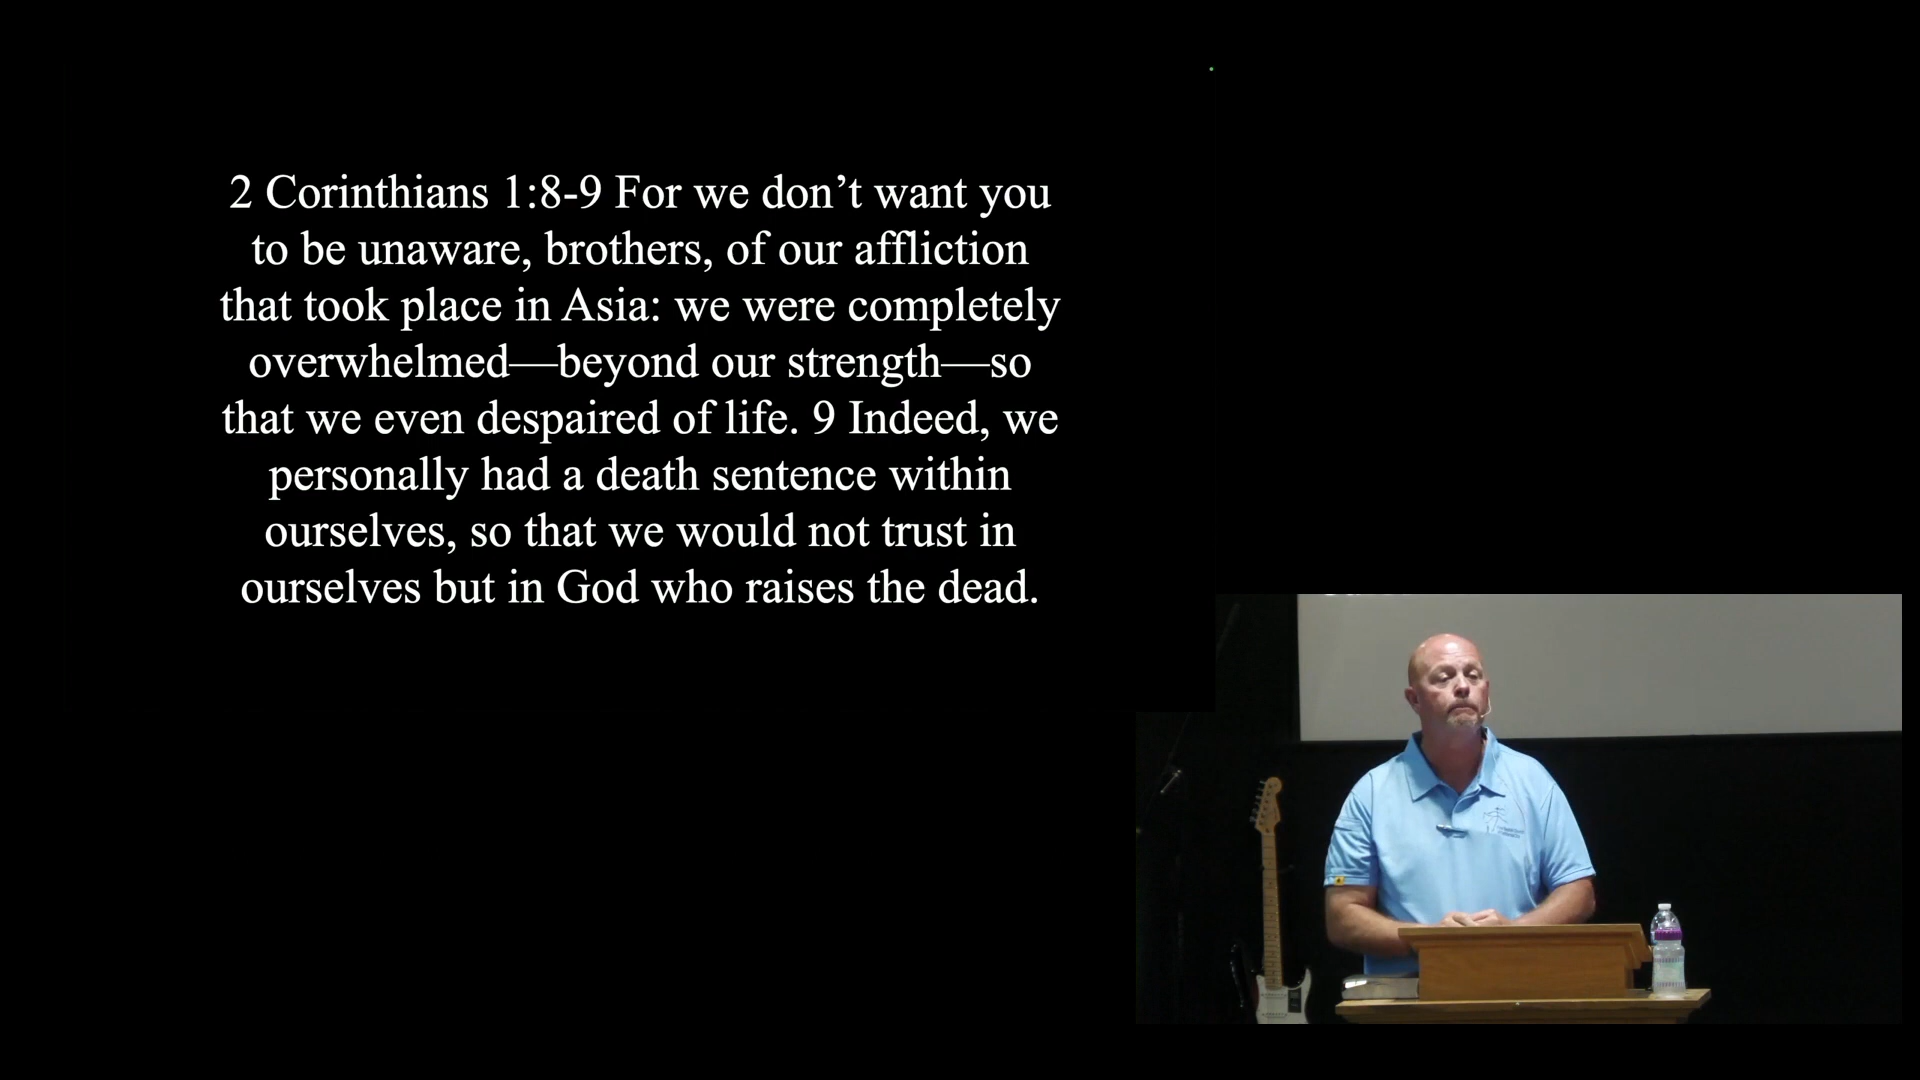 2 Corinthians 1:8-9 For we don’t want you
to be unaware, brothers, of our affliction
that took place in Asia: we were completely
overwhelmed—beyond our strength—so
that we even despaired of life. 9 Indeed, we
personally had a death sentence within
ourselves, so that we would not trust in
ourselves but in God who raises the dead.